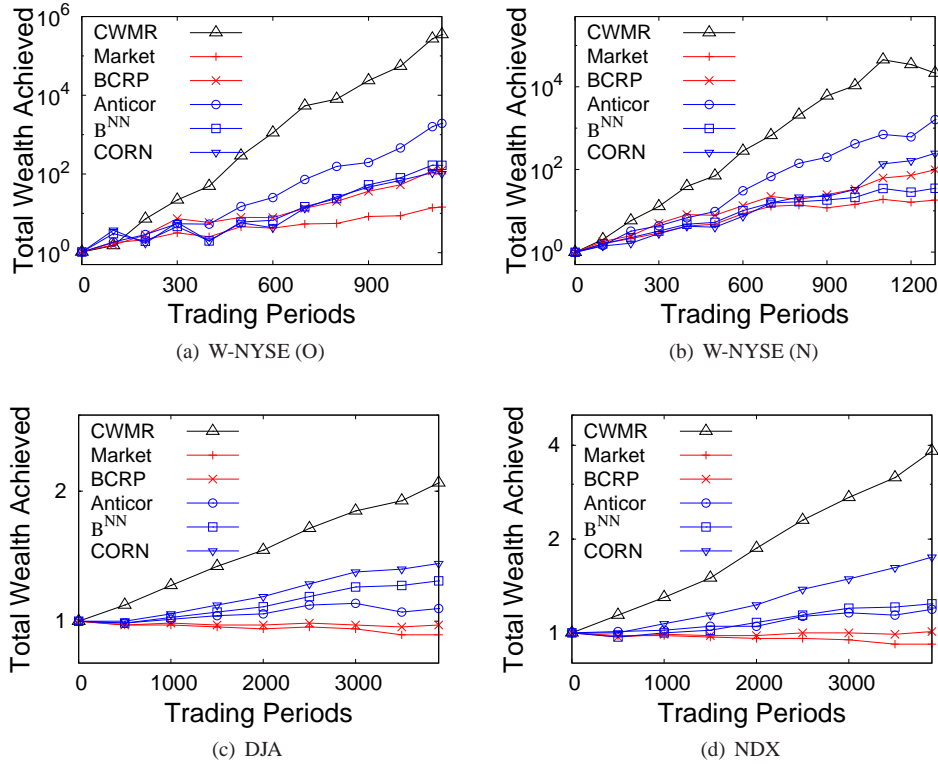 Total Wealth Achieved
10^6
10^4
10^2
10^0
CWMR
Market
BCRP
Anticor
B^NN
CORN
0 300 600 900
Trading Periods
(a) W-NYSE (O)
Total Wealth Achieved
10^4
10^2
10^0
CWMR
Market
BCRP
Anticor
B^NN
CORN
0 300 600 900 1200
Trading Periods
(b) W-NYSE (N)
Total Wealth Achieved
2
1
CWMR
Market
BCRP
Anticor
B^NN
CORN
0 1000 2000 3000
Trading Periods
(c) DJA
Total Wealth Achieved
4
2
1
CWMR
Market
BCRP
Anticor
B^NN
CORN
0 1000 2000 3000
Trading Periods
(d) NDX